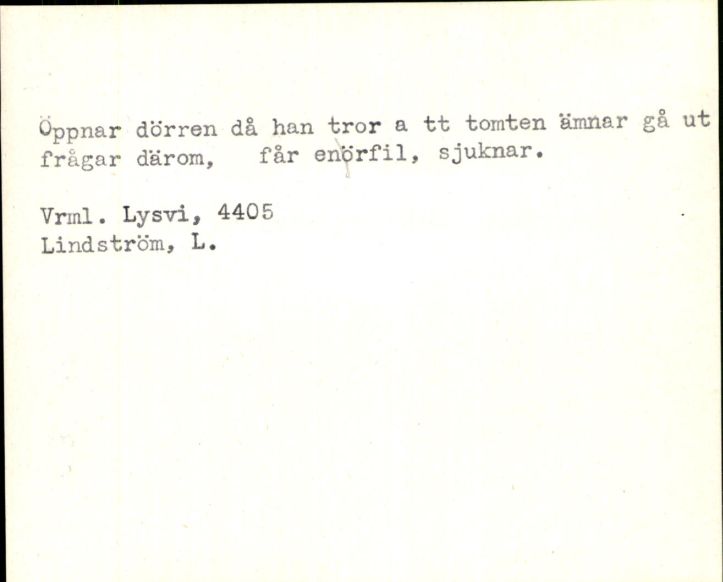 Öppnar dörren då han tror a tt tomten ämnar gå ut
frågar därom, får enörfil, sjuknar.
Vrml. Lysvi, 4405
Lindström, L.